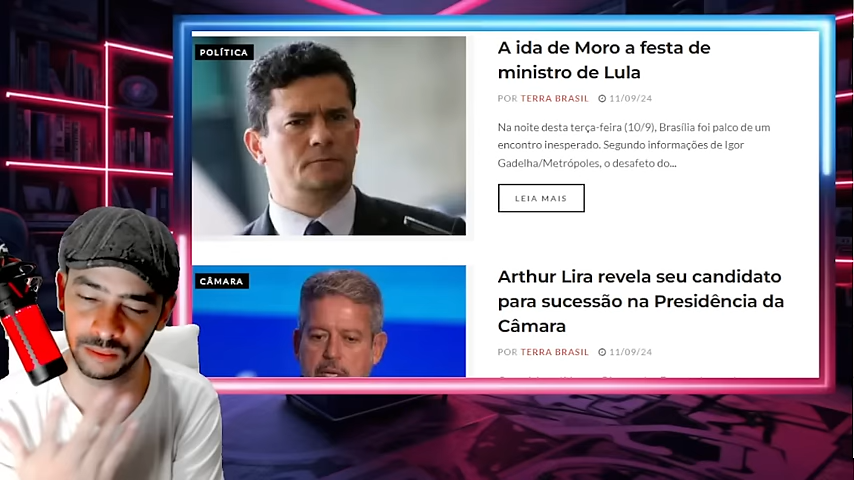 POLÍTICA
A ida de Moro a festa de
ministro de Lula
POR TERRA BRASIL 11/09/24
Na noite desta terça-feira (10/9), Brasília foi palco de um
encontro inesperado. Segundo informações de Igor
Gadelha/Metrópoles, o desafeto do...
LEIA MAIS
CÂMARA
Arthur Lira revela seu candidato
para sucessão na Presidência da
Câmara
POR TERRA BRASIL 11/09/24